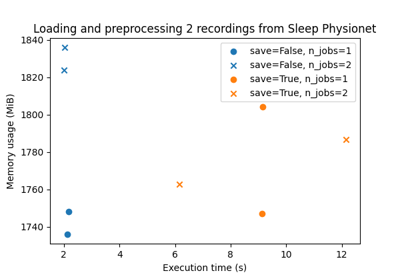 Loading and preprocessing 2 recordings from Sleep Physionet
1840
1820
1800
1780
1760
1740
Memory usage (MiB)
save=False, n_jobs=1
save=False, n_jobs=2
save=True, n_jobs=1
save=True, n_jobs=2
2 4 6 8 10 12
Execution time (s)